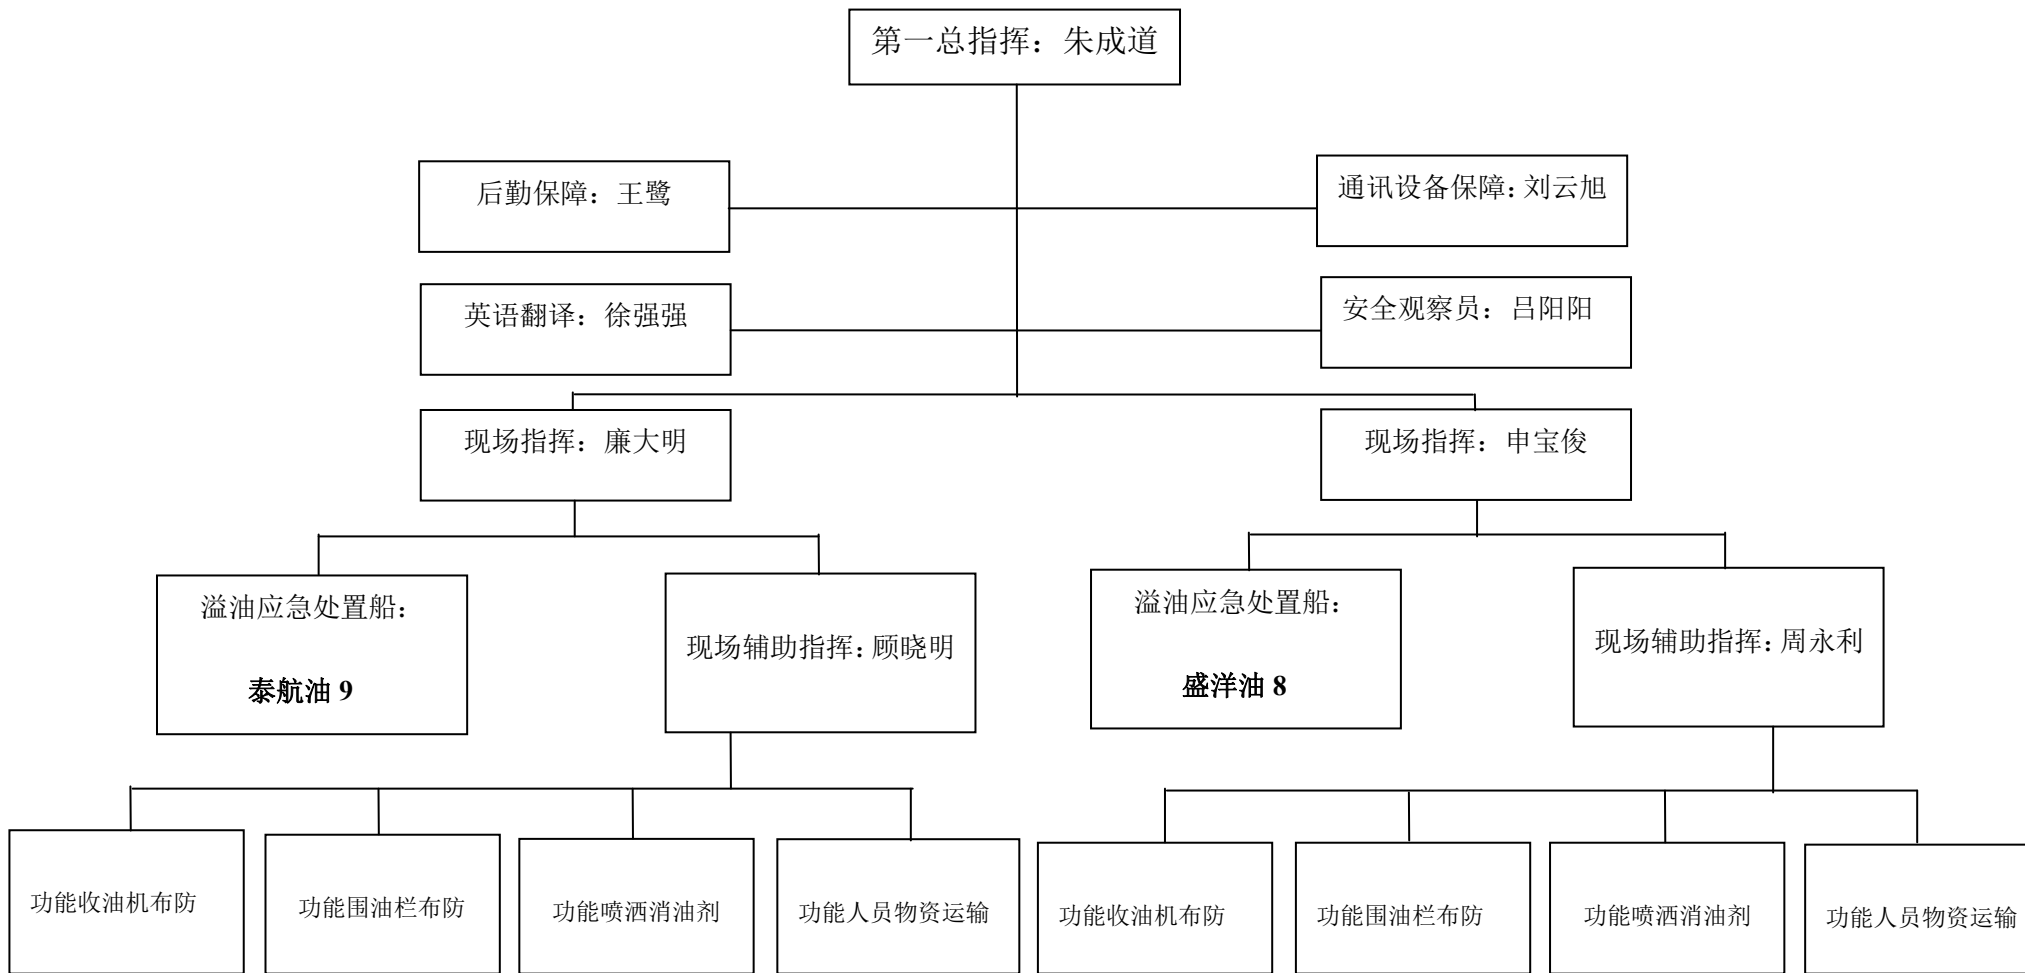 第一总指挥：朱成道
后勤保障：王鹭
通讯设备保障：刘云旭
英语翻译：徐强强
安全观察员：吕阳阳
现场指挥：廉大明
现场指挥：申宝俊
溢油应急处置船：
泰航油 9
现场辅助指挥：顾晓明
溢油应急处置船：
盛洋油 8
现场辅助指挥：周永利
功能收油机布防
功能围油栏布防
功能喷洒消油剂
功能人员物资运输
功能收油机布防
功能围油栏布防
功能喷洒消油剂
功能人员物资运输